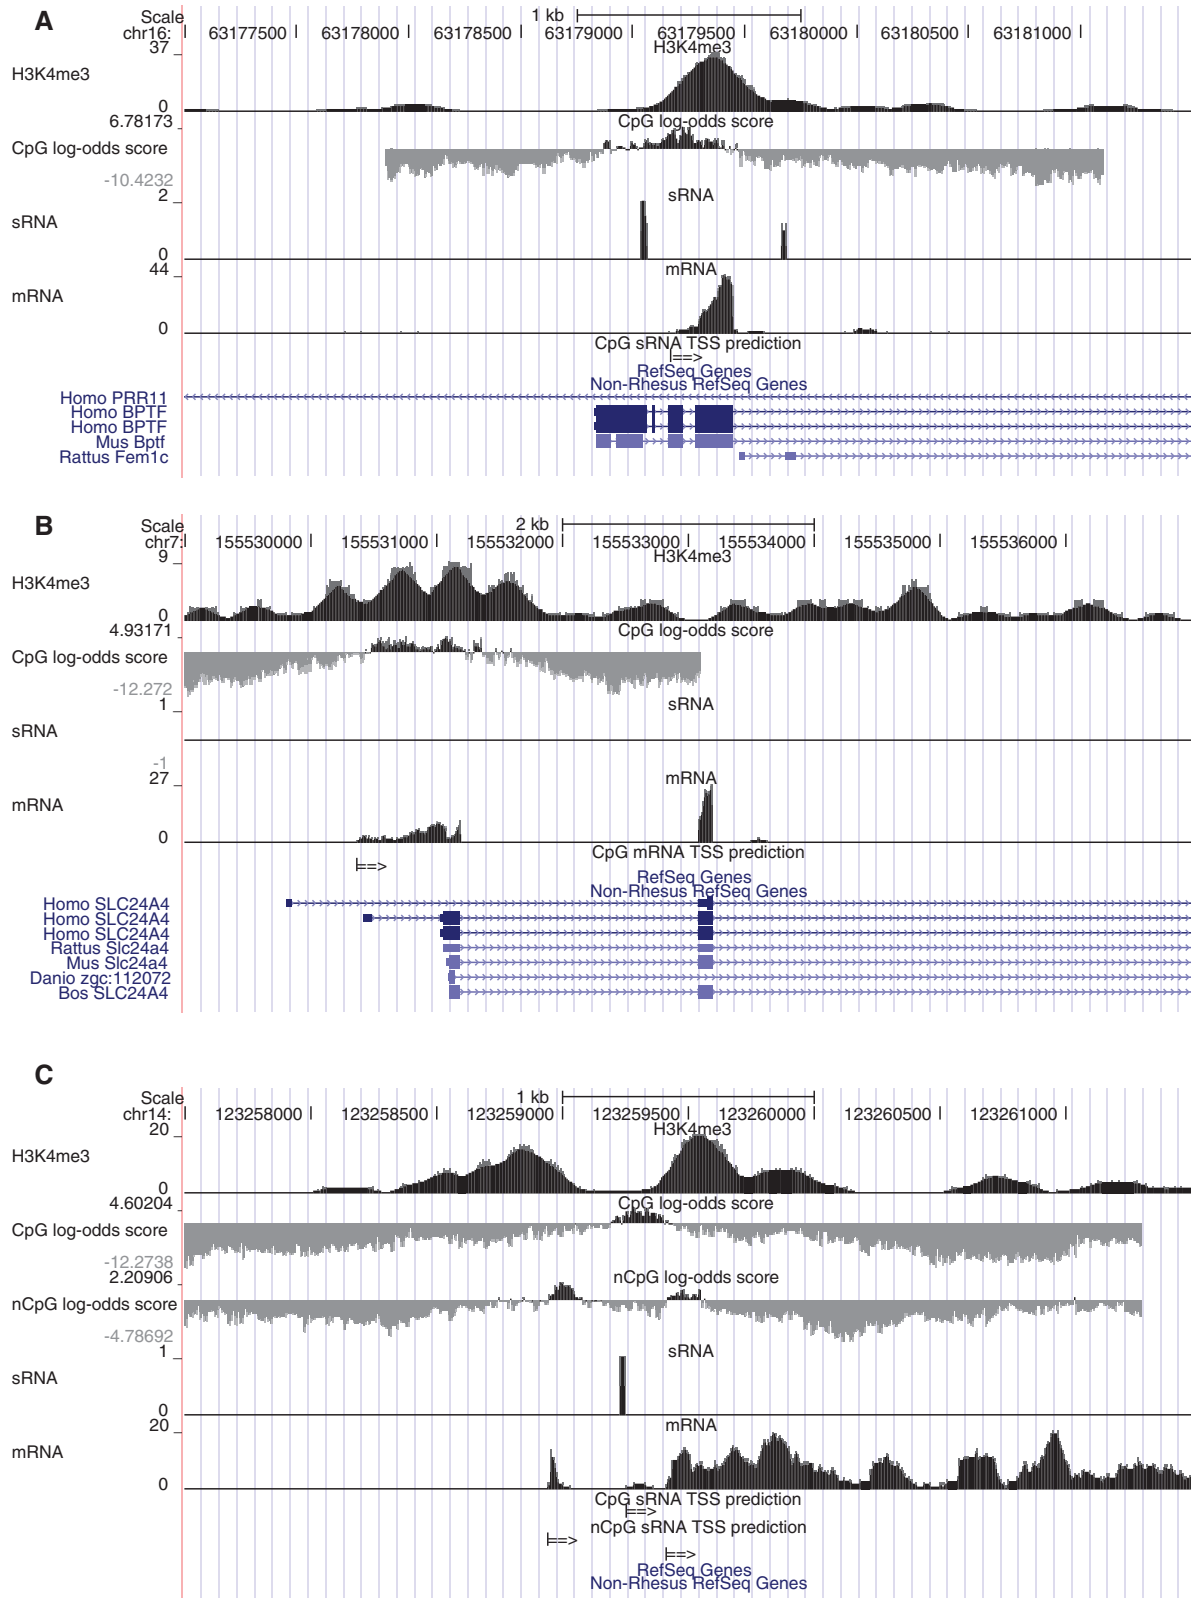 A
Scale 1 kb
chr16: 63177500 63178000 63178500 63179000 63179500 63180000 63180500 63181000
37 H3K4me3
H3K4me3
0
6.78173 CpG log-odds score
CpG log-odds score
-10.4232
2 sRNA
sRNA
0
44 mRNA
mRNA
0
CpG sRNA TSS prediction
==>
RefSeq Genes
Non-Rhesus RefSeq Genes
Homo PRR11
Homo BPTF
Homo BPTF
Mus Bptf
Rattus Fem1c
B
Scale 2 kb
chr7: 155530000 155531000 155532000 155533000 155534000 155535000 155536000
9 H3K4me3
H3K4me3
0
4.93171 CpG log-odds score
CpG log-odds score
-12.272
1 sRNA
sRNA
-1
27 mRNA
mRNA
0
CpG mRNA TSS prediction
==>
RefSeq Genes
Non-Rhesus RefSeq Genes
Homo SLC24A4
Homo SLC24A4
Homo SLC24A4
Rattus Slc24a4
Mus Slc24a4
Danio zgc:112072
Bos SLC24A4
C
Scale 1 kb
chr14: 123258000 123258500 123259000 123259500 123260000 123260500 123261000
20 H3K4me3
H3K4me3
0
4.60204 CpG log-odds score
CpG log-odds score
-12.2738
2.20906 nCpG log-odds score
nCpG log-odds score
-4.78692
1 sRNA
sRNA
0
20 mRNA
mRNA
0
CpG sRNA TSS prediction
==>
nCpG sRNA TSS prediction
==>
==>
RefSeq Genes
Non-Rhesus RefSeq Genes